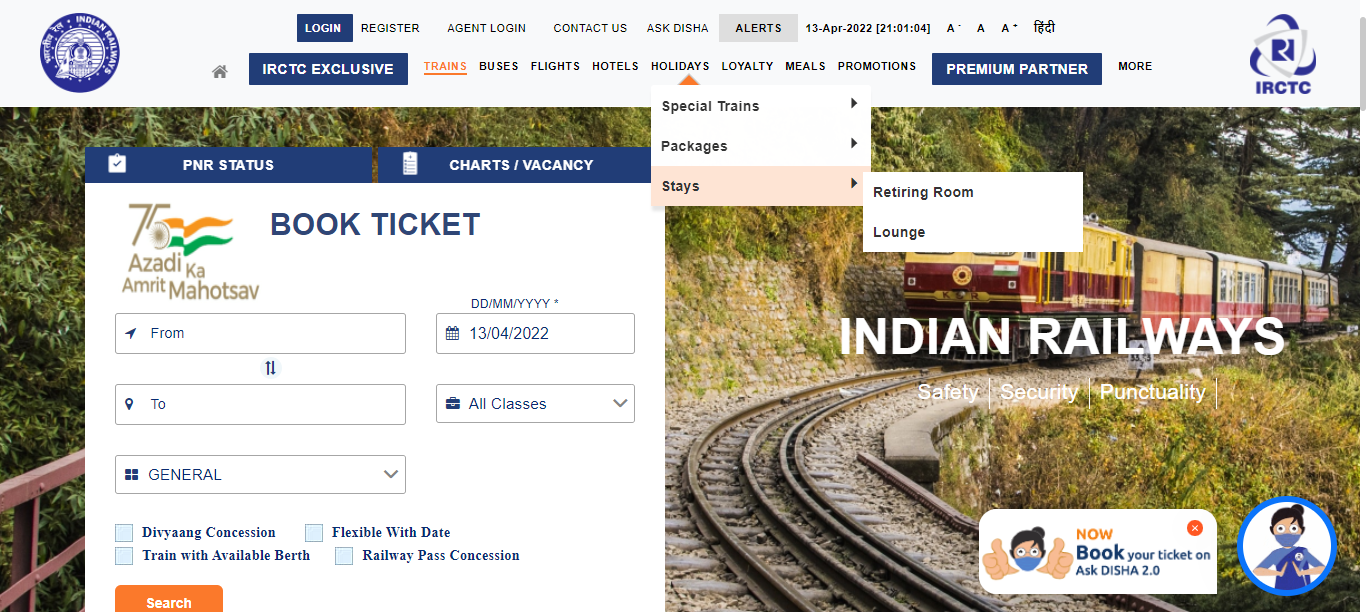 LOGIN REGISTER AGENT LOGIN CONTACT US ASK DISHA ALERTS 13-Apr-2022 [21:01:04] A- A A+ हिंदी
भारतीय रेल INDIAN RAILWAYS
IRCTC EXCLUSIVE TRAINS BUSES FLIGHTS HOTELS HOLIDAYS LOYALTY MEALS PROMOTIONS PREMIUM PARTNER MORE
IRCTC
Special Trains
Packages
Stays
Retiring Room
Lounge
PNR STATUS CHARTS / VACANCY
75
Azadi Ka
Amrit Mahotsav
BOOK TICKET
DD/MM/YYYY *
From 13/04/2022
To All Classes
GENERAL
Divyaang Concession Flexible With Date
Train with Available Berth Railway Pass Concession
Search
INDIAN RAILWAYS
Safety Security Punctuality
NOW
Book your ticket on
Ask DISHA 2.0